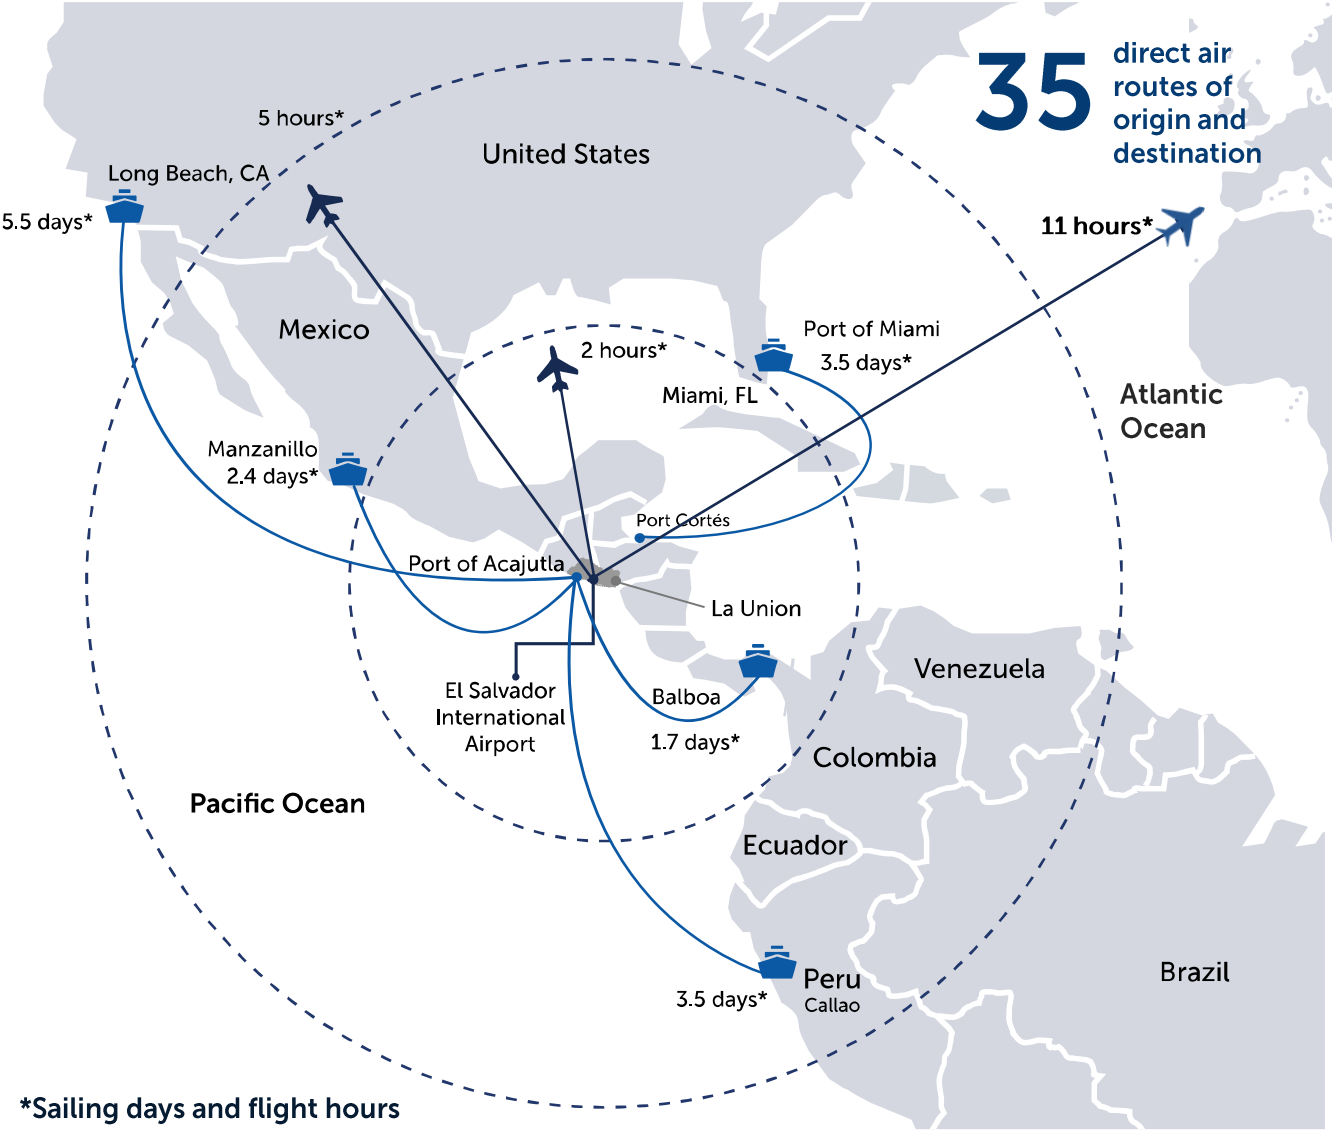 35
direct air
routes of
origin and
destination
5 hours*
United States
Long Beach, CA
5.5 days*
11 hours*
Mexico
Port of Miami
3.5 days*
2 hours*
Miami, FL
Atlantic
Ocean
Manzanillo
2.4 days*
Port Cortés
Port of Acajutla
La Union
El Salvador
International
Airport
Balboa
1.7 days*
Venezuela
Colombia
Pacific Ocean
Ecuador
Peru
Callao
3.5 days*
Brazil
*Sailing days and flight hours